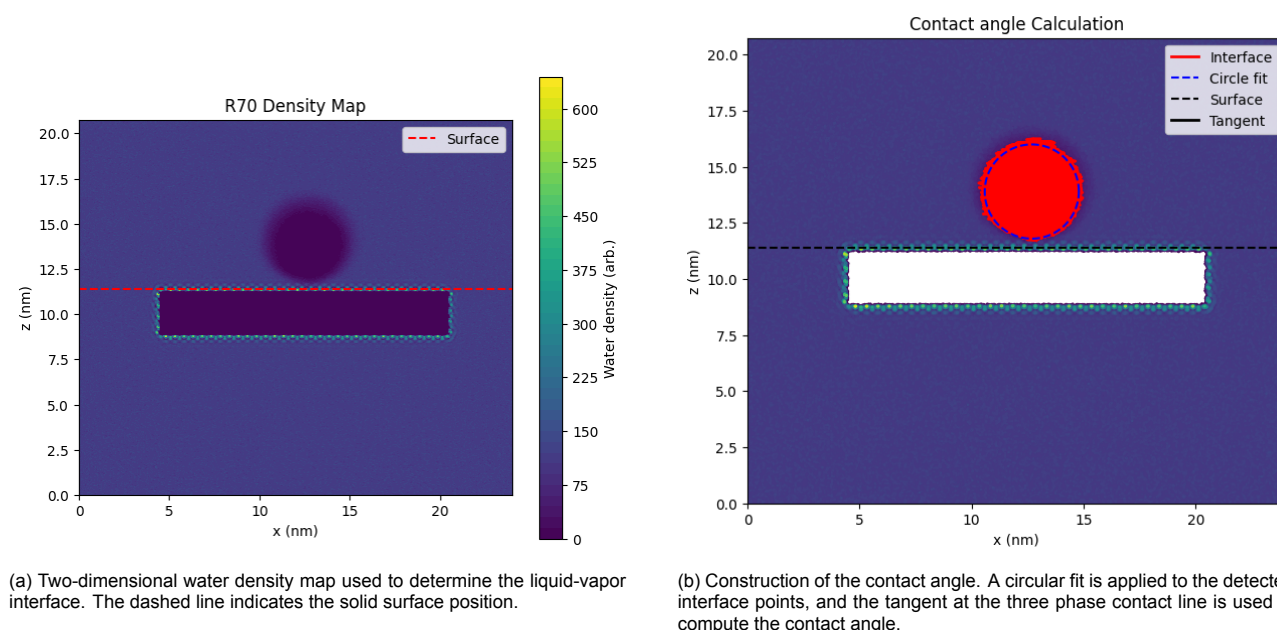 R70 Density Map
Surface
20.0
17.5
15.0
12.5
10.0
7.5
5.0
2.5
0.0
z (nm)
0
5
10
15
20
x (nm)
600
525
450
375
300
225
150
75
0
Water density (arb.)
(a) Two-dimensional water density map used to determine the liquid-vapor
interface. The dashed line indicates the solid surface position.
Contact angle Calculation
Interface
Circle fit
Surface
Tangent
20.0
17.5
15.0
12.5
10.0
7.5
5.0
2.5
0.0
z (nm)
0
5
10
15
20
x (nm)
(b) Construction of the contact angle. A circular fit is applied to the detecte
interface points, and the tangent at the three phase contact line is used
compute the contact angle.